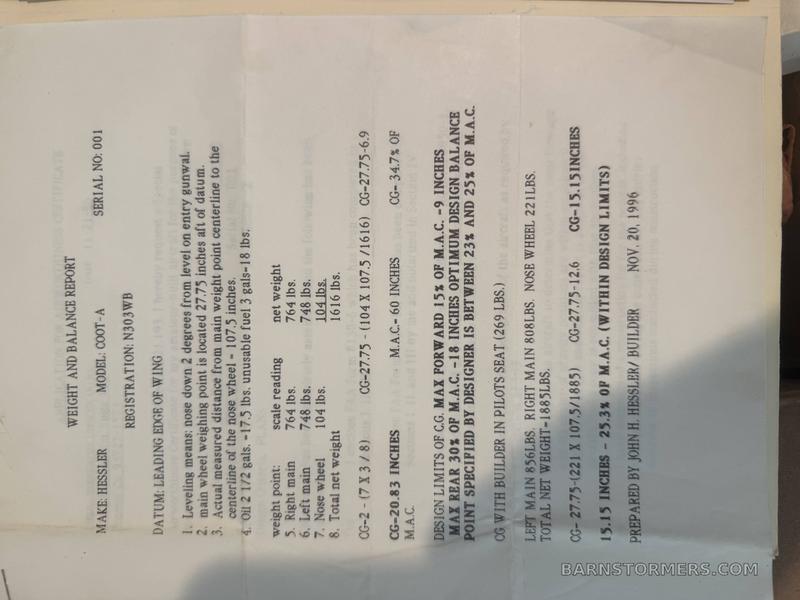 WEIGHT AND BALANCE REPORT
MAKE: HESSLER MODEL: COOT-A SERIAL NO: 001
REGISTRATION: N303WB
DATUM: LEADING EDGE OF WING
1. Leveling means: nose down 2 degrees from level on entry gunwal.
2. main wheel weighing point is located 27.75 inches aft of datum.
3. Actual measured distance from main weight point centerline to the
centerline of the nose wheel = 107.5 inches.
4. Oil 2 1/2 gals. =17.5 lbs. unusable fuel 3 gals=18 lbs.
weight point: scale reading net weight
5. Right main 764 lbs. 764 lbs.
6. Left main 748 lbs. 748 lbs.
7. Nose wheel 104 lbs. 104 lbs.
8. Total net weight 1616 lbs.
CG=2 - (7 X 3 / 8) CG=27.75 - (104 X 107.5 /1616) CG=27.75-6.9
CG=20.83 INCHES M.A.C.= 60 INCHES CG= 34.7% OF
M.A.C.
DESIGN LIMITS OF C.G. MAX FORWARD 15% OF M.A.C. =9 INCHES
MAX REAR 30% OF M.A.C. =18 INCHES OPTIMUM DESIGN BALANCE
POINT SPECIFIED BY DESIGNER IS BETWEEN 23% AND 25% OF M.A.C.
CG WITH BUILDER IN PILOTS SEAT (269 LBS.)
LEFT MAIN 856LBS. RIGHT MAIN 808LBS. NOSE WHEEL 221LBS.
TOTAL NET WEIGHT=1885LBS.
CG= 27.75-(221 X 107.5/1885) CG=27.75-12.6 CG=15.15INCHES
15.15 INCHES = 25.3% OF M.A.C. (WITHIN DESIGN LIMITS)
PREPARED BY JOHN H. HESSLER/ BUILDER NOV. 20, 1996
BARNSTORMERS.COM